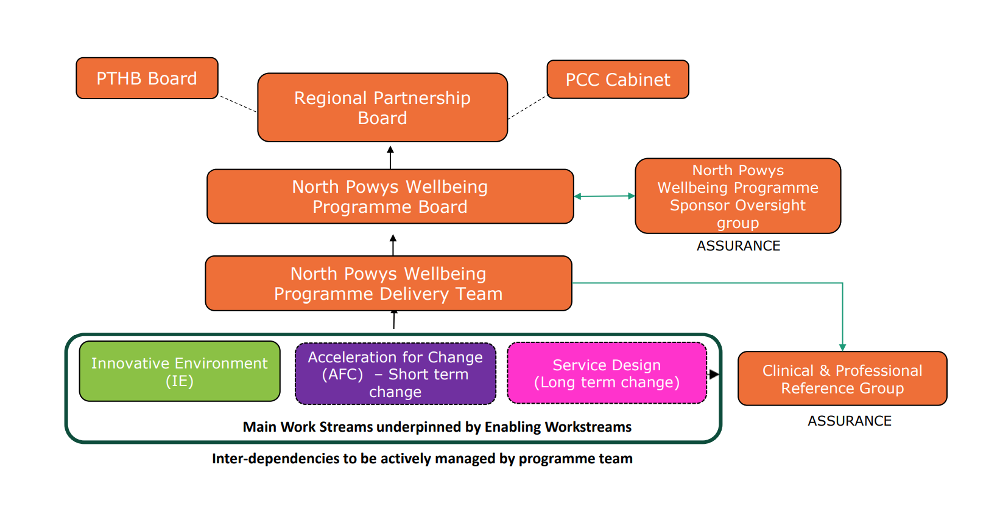 PTHB Board
PCC Cabinet
Regional Partnership
Board
North Powys Wellbeing
Programme Board
North Powys
Wellbeing Programme
Sponsor Oversight
group
ASSURANCE
North Powys Wellbeing
Programme Delivery Team
Innovative Environment
(IE)
Acceleration for Change
(AFC)  – Short term
change
Service Design
(Long term change)
Clinical & Professional
Reference Group
ASSURANCE
Main Work Streams underpinned by Enabling Workstreams
Inter-dependencies to be actively managed by programme team